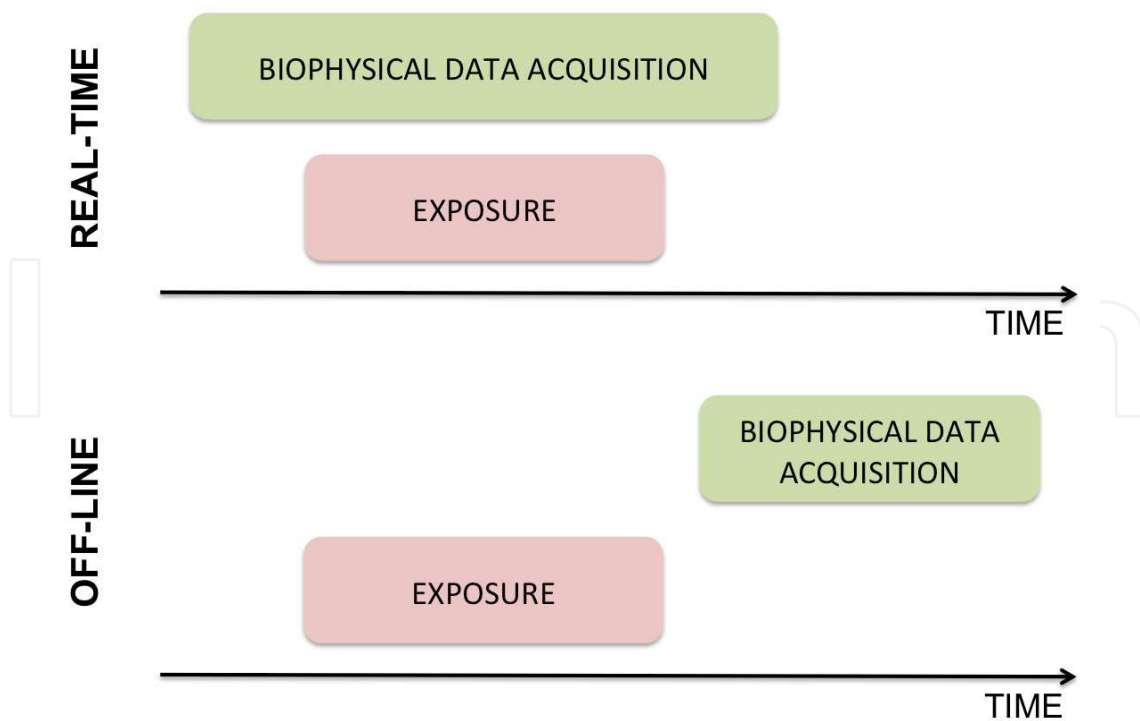 REAL-TIME
BIOPHYSICAL DATA ACQUISITION
EXPOSURE
TIME
OFF-LINE
BIOPHYSICAL DATA
ACQUISITION
EXPOSURE
TIME